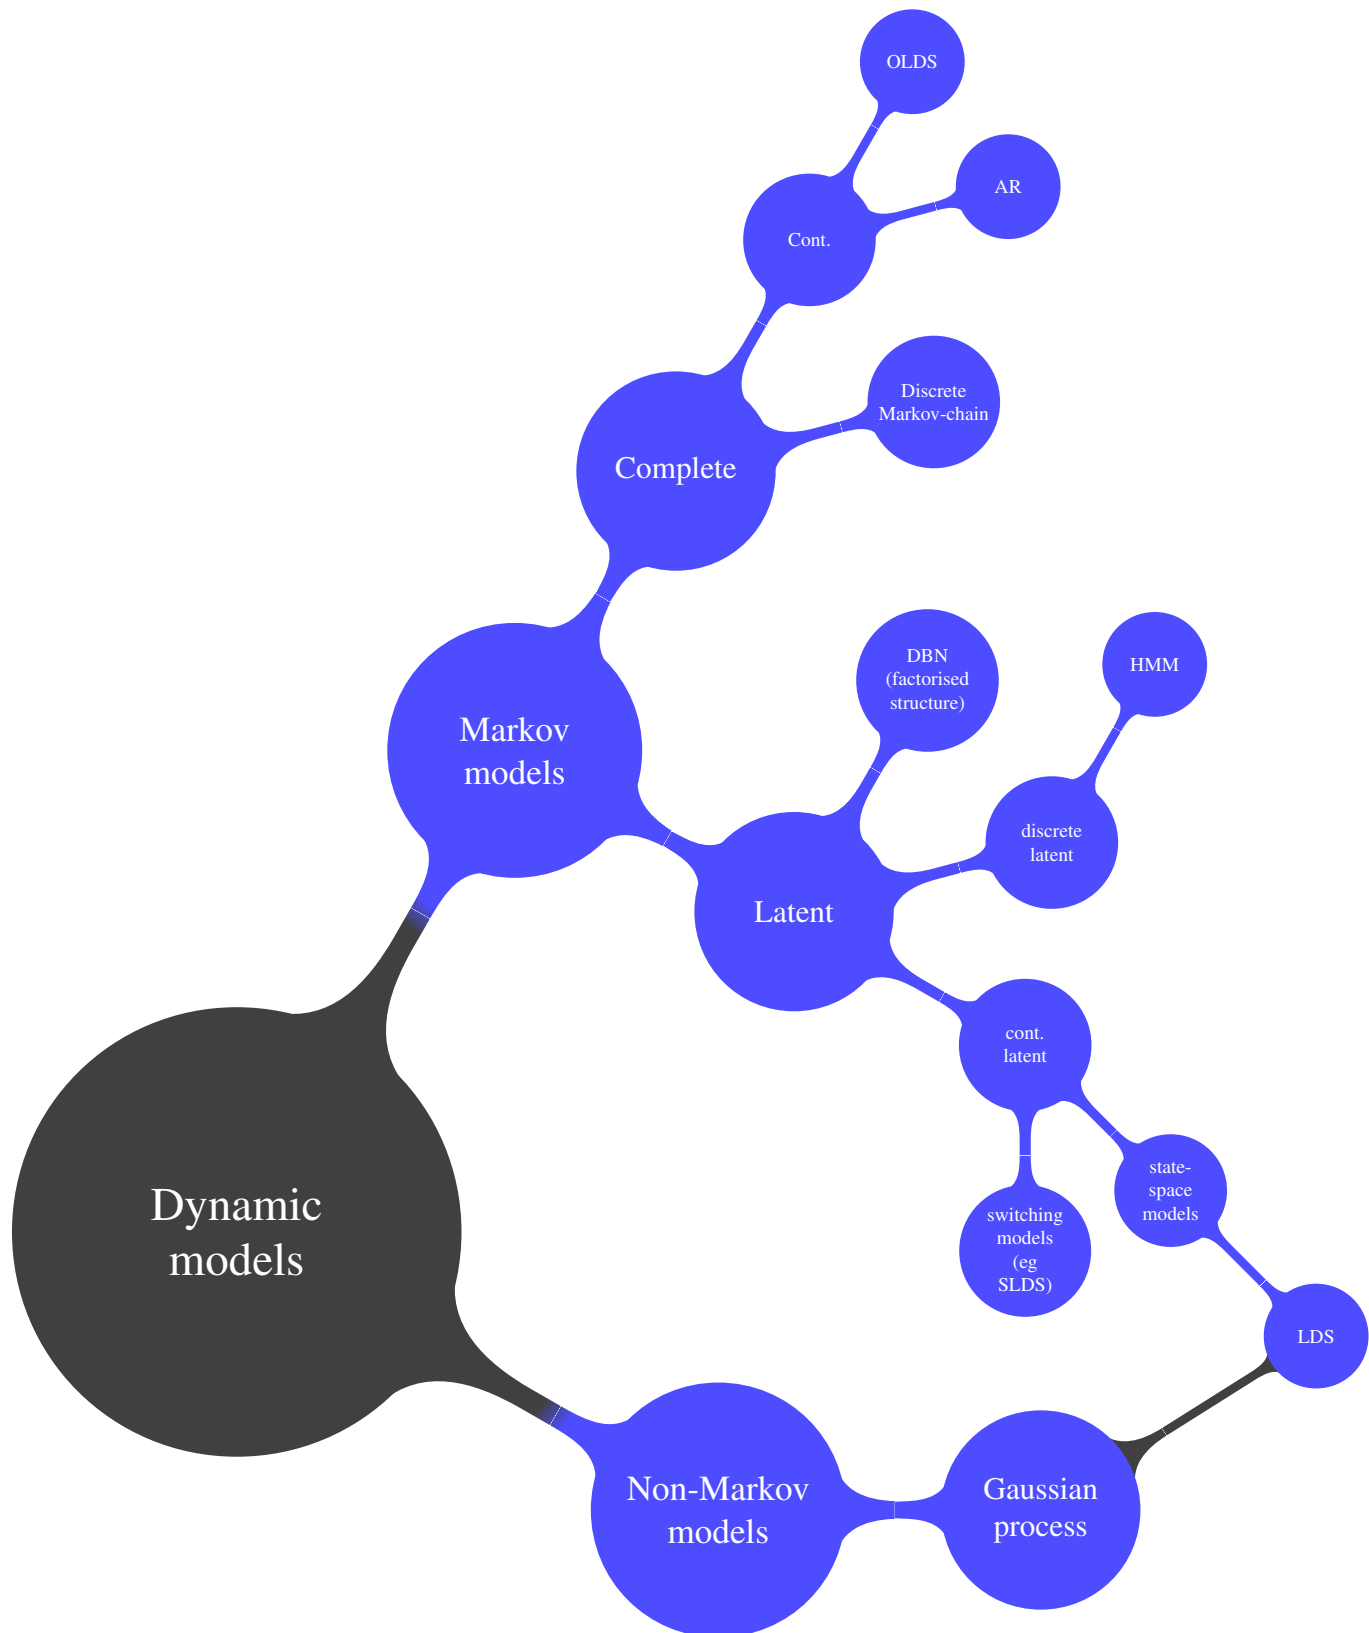 OLDS
AR
Cont.
Discrete
Markov-chain
Complete
DBN
(factorised
structure)
HMM
Markov
models
discrete
latent
Latent
cont.
latent
state-
space
models
Dynamic
models
switching
models
(eg
SLDS)
LDS
Non-Markov
models
Gaussian
process